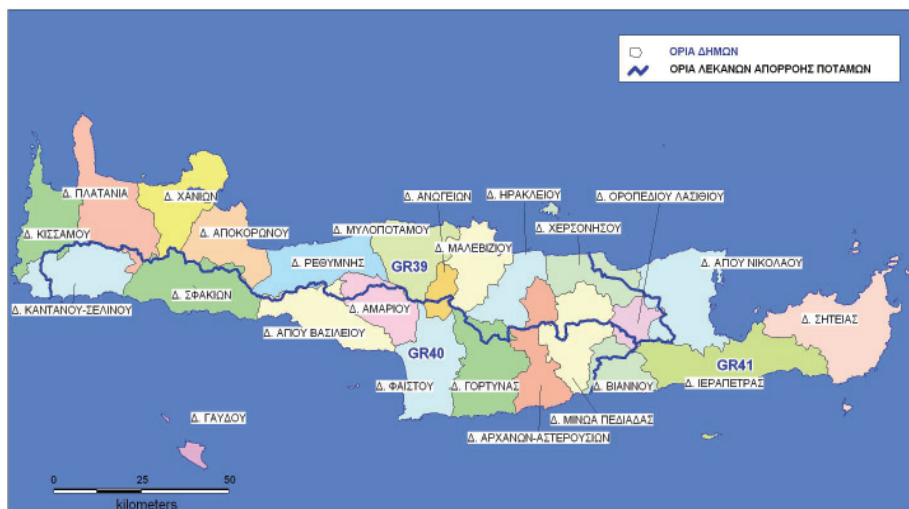 ΟΡΙΑ ΔΗΜΩΝ
ΟΡΙΑ ΛΕΚΑΝΩΝ ΑΠΟΡΡΟΗΣ ΠΟΤΑΜΩΝ
Δ. ΠΛΑΤΑΝΙΑ
Δ. ΧΑΝΙΩΝ
Δ. ΑΝΩΓΕΙΩΝ
Δ. ΗΡΑΚΛΕΙΟΥ
Δ. ΟΡΟΠΕΔΙΟΥ ΛΑΣΙΘΙΟΥ
Δ. ΚΙΣΣΑΜΟΥ
Δ. ΑΠΟΚΟΡΩΝΟΥ
Δ. ΜΥΛΟΠΟΤΑΜΟΥ
Δ. ΧΕΡΣΟΝΗΣΟΥ
Δ. ΜΑΛΕΒΙΖΙΟΥ
Δ. ΡΕΘΥΜΝΗΣ
GR39
Δ. ΑΓΙΟΥ ΝΙΚΟΛΑΟΥ
Δ. ΚΑΝΤΑΝΟΥ-ΣΕΛΙΝΟΥ
Δ. ΣΦΑΚΙΩΝ
Δ. ΑΜΑΡΙΟΥ
Δ. ΣΗΤΕΙΑΣ
Δ. ΑΓΙΟΥ ΒΑΣΙΛΕΙΟΥ
GR40
GR41
Δ. ΦΑΙΣΤΟΥ
Δ. ΓΟΡΤΥΝΑΣ
Δ. ΒΙΑΝΝΟΥ
Δ. ΙΕΡΑΠΕΤΡΑΣ
Δ. ΓΑΥΔΟΥ
Δ. ΜΙΝΩΑ ΠΕΔΙΑΔΑΣ
Δ. ΑΡΧΑΝΩΝ-ΑΣΤΕΡΟΥΣΙΩΝ
0 25 50
kilometers